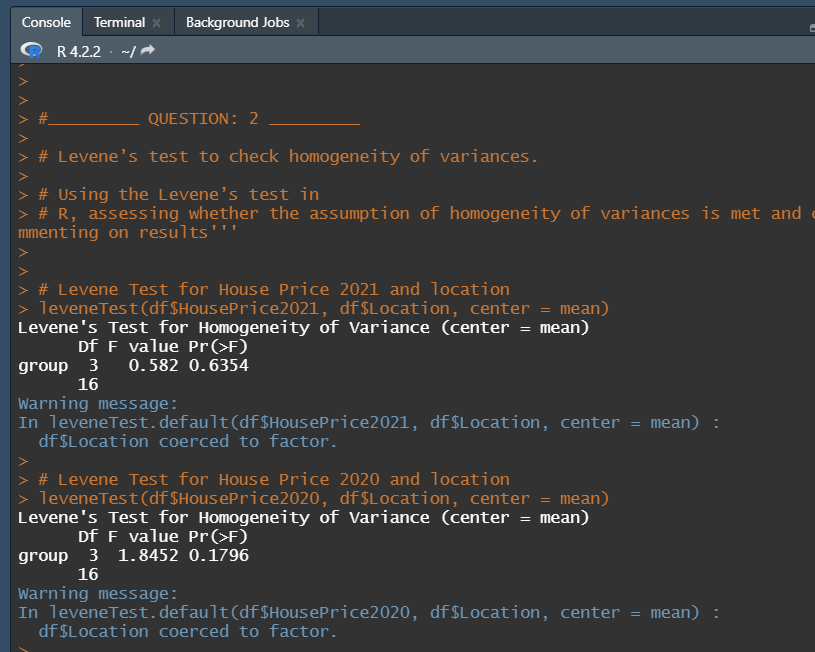 Console Terminal Background Jobs
R R 4.2.2 · ~/
>
>
>
> #_________ QUESTION: 2 _________
>
> # Levene’s test to check homogeneity of variances.
>
> # Using the Levene’s test in
> # R, assessing whether the assumption of homogeneity of variances is met and
mmenting on results'''
>
>
> # Levene Test for House Price 2021 and location
> leveneTest(df$HousePrice2021, df$Location, center = mean)
Levene's Test for Homogeneity of Variance (center = mean)
      Df F value Pr(>F)
group  3   0.582 0.6354
      16
Warning message:
In leveneTest.default(df$HousePrice2021, df$Location, center = mean) :
  df$Location coerced to factor.
>
> # Levene Test for House Price 2020 and location
> leveneTest(df$HousePrice2020, df$Location, center = mean)
Levene's Test for Homogeneity of Variance (center = mean)
      Df F value Pr(>F)
group  3  1.8452 0.1796
      16
Warning message:
In leveneTest.default(df$HousePrice2020, df$Location, center = mean) :
  df$Location coerced to factor.
>